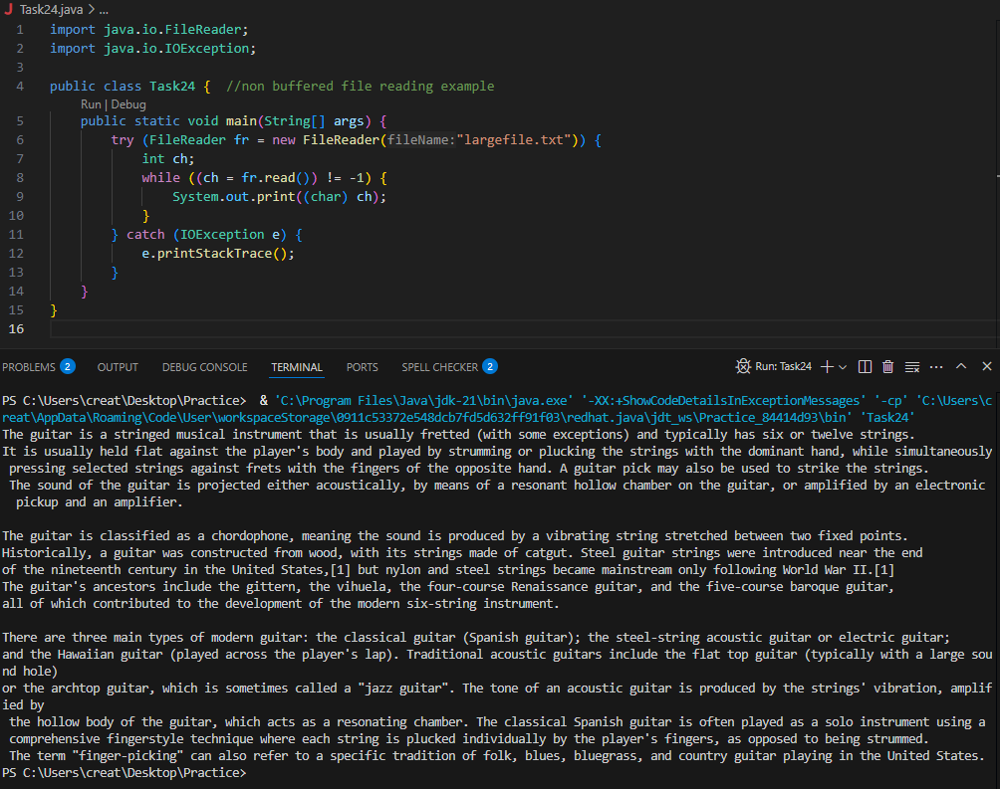 J Task24.java > ...
1 import java.io.FileReader;
2 import java.io.IOException;
3
4 public class Task24 {  //non buffered file reading example
Run | Debug
5 public static void main(String[] args) {
6 try (FileReader fr = new FileReader(fileName:"largefile.txt")) {
7 int ch;
8 while ((ch = fr.read()) != -1) {
9 System.out.print((char) ch);
10 }
11 } catch (IOException e) {
12 e.printStackTrace();
13 }
14 }
15 }
16
PROBLEMS 2 OUTPUT DEBUG CONSOLE TERMINAL PORTS SPELL CHECKER 2 Run: Task24
PS C:\Users\creat\Desktop\Practice>  & 'C:\Program Files\Java\jdk-21\bin\java.exe' '-XX:+ShowCodeDetailsInExceptionMessages' '-cp' 'C:\Users\c
reat\AppData\Roaming\Code\User\workspaceStorage\0911c53372e548dcb7fd5d632ff91f03\redhat.java\jdt_ws\Practice_84414d93\bin' 'Task24'
The guitar is a stringed musical instrument that is usually fretted (with some exceptions) and typically has six or twelve strings.
It is usually held flat against the player's body and played by strumming or plucking the strings with the dominant hand, while simultaneously
pressing selected strings against frets with the fingers of the opposite hand. A guitar pick may also be used to strike the strings.
The sound of the guitar is projected either acoustically, by means of a resonant hollow chamber on the guitar, or amplified by an electronic
pickup and an amplifier.

The guitar is classified as a chordophone, meaning the sound is produced by a vibrating string stretched between two fixed points.
Historically, a guitar was constructed from wood, with its strings made of catgut. Steel guitar strings were introduced near the end
of the nineteenth century in the United States,[1] but nylon and steel strings became mainstream only following World War II.[1]
The guitar's ancestors include the gittern, the vihuela, the four-course Renaissance guitar, and the five-course baroque guitar,
all of which contributed to the development of the modern six-string instrument.

There are three main types of modern guitar: the classical guitar (Spanish guitar); the steel-string acoustic guitar or electric guitar;
and the Hawaiian guitar (played across the player's lap). Traditional acoustic guitars include the flat top guitar (typically with a large sou
nd hole)
or the archtop guitar, which is sometimes called a "jazz guitar". The tone of an acoustic guitar is produced by the strings' vibration, amplif
ied by
the hollow body of the guitar, which acts as a resonating chamber. The classical Spanish guitar is often played as a solo instrument using a
comprehensive fingerstyle technique where each string is plucked individually by the player's fingers, as opposed to being strummed.
The term "finger-picking" can also refer to a specific tradition of folk, blues, bluegrass, and country guitar playing in the United States.
PS C:\Users\creat\Desktop\Practice>